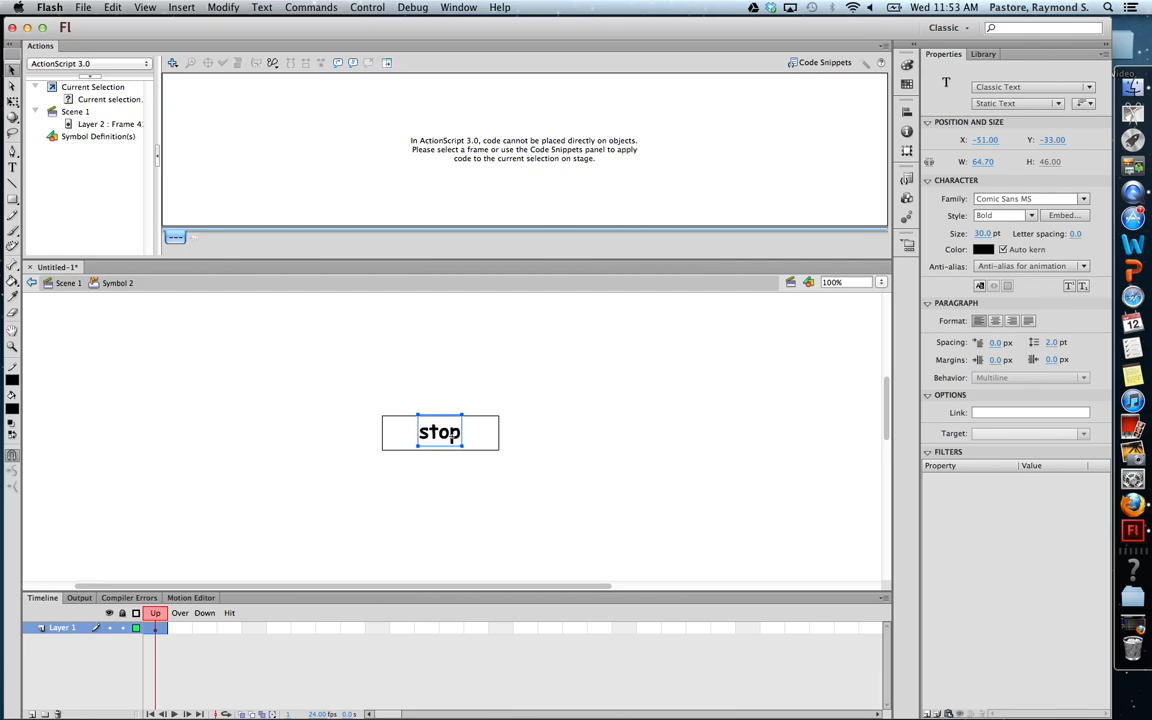 Flash File Edit View Insert Modify Text Commands Control Debug Window Help
Wed 11:53 AM Pastore, Raymond S.
Fl
Classic
Actions
ActionScript 3.0
Code Snippets
Current Selection
Current selection.
Scene 1
Layer 2 : Frame 4
Symbol Definition(s)
In ActionScript 3.0, code cannot be placed directly on objects.
Please select a frame or use the Code Snippets panel to apply
code to the current selection on stage.
Untitled-1*
Scene 1 Symbol 2
100%
stop
Timeline Output Compiler Errors Motion Editor
Up Over Down Hit
Layer 1
1 24.00 fps 0.0 s
Properties Library
T
Classic Text
Static Text
POSITION AND SIZE
X: -51.00 Y: -33.00
W: 64.70 H: 46.00
CHARACTER
Family: Comic Sans MS
Style: Bold Embed...
Size: 30.0 pt Letter spacing: 0.0
Color: Auto kern
Anti-alias: Anti-alias for animation
PARAGRAPH
Format:
Spacing: 0.0 px 2.0 pt
Margins: 0.0 px 0.0 px
Behavior: Multiline
OPTIONS
Link:
Target:
FILTERS
Property Value